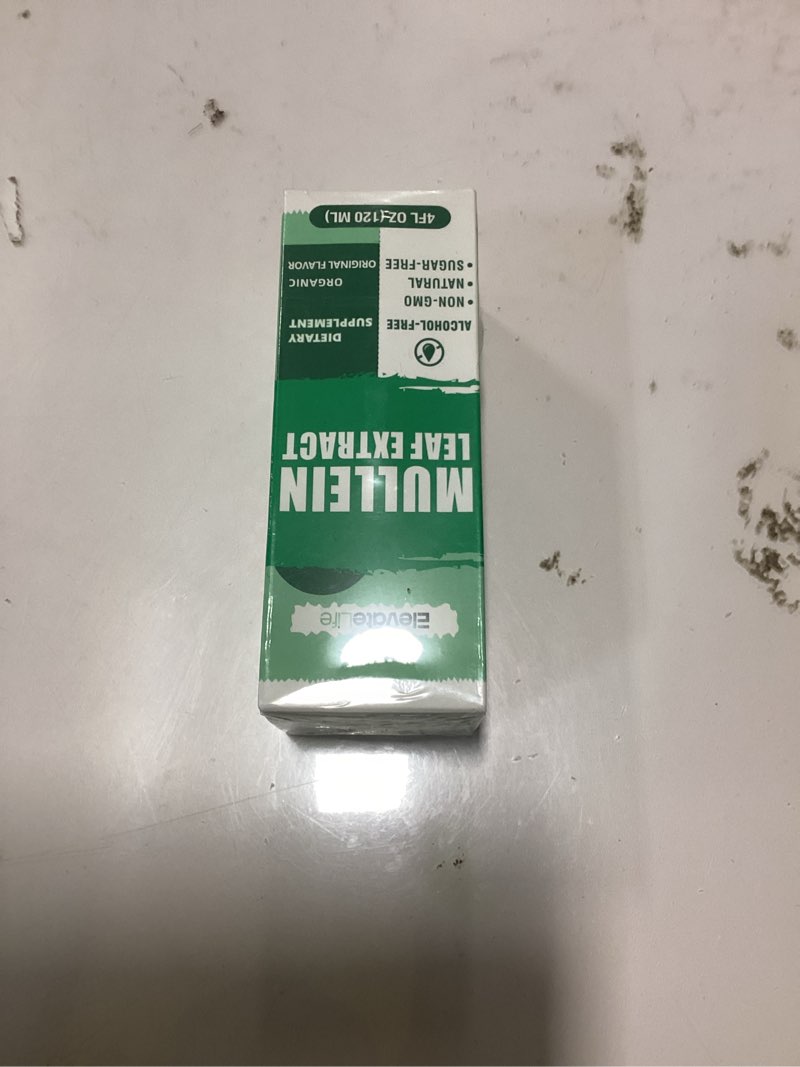 ElevateLife
MULLEIN
LEAF EXTRACT
ALCOHOL-FREE
• NON-GMO
• NATURAL
• SUGAR-FREE
DIETARY
SUPPLEMENT
ORGANIC
ORIGINAL FLAVOR
4FL OZ (120 ML)